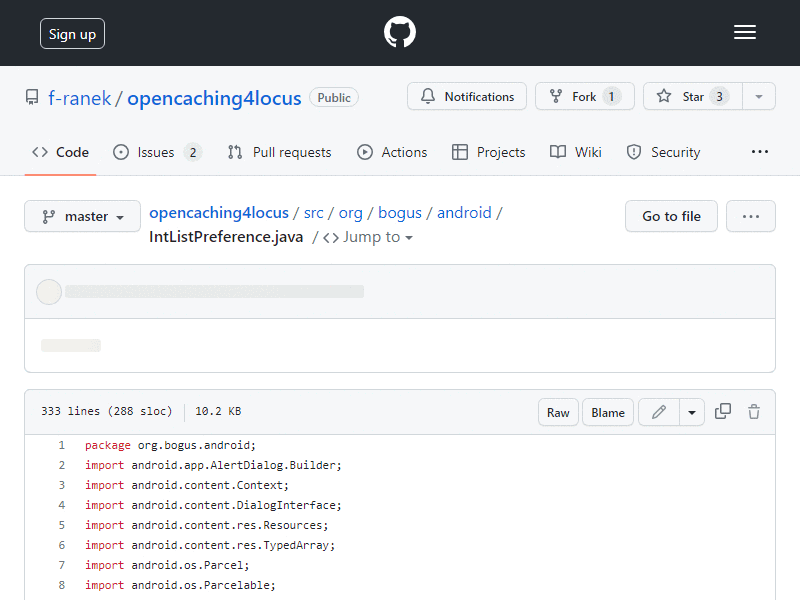 Sign up
f-ranek / opencaching4locus Public
Notifications Fork 1 Star 3
Code Issues 2 Pull requests Actions Projects Wiki Security
master opencaching4locus / src / org / bogus / android / Go to file
IntListPreference.java / Jump to
333 lines (288 sloc) 10.2 KB Raw Blame
1 package org.bogus.android;
2 import android.app.AlertDialog.Builder;
3 import android.content.Context;
4 import android.content.DialogInterface;
5 import android.content.res.Resources;
6 import android.content.res.TypedArray;
7 import android.os.Parcel;
8 import android.os.Parcelable;